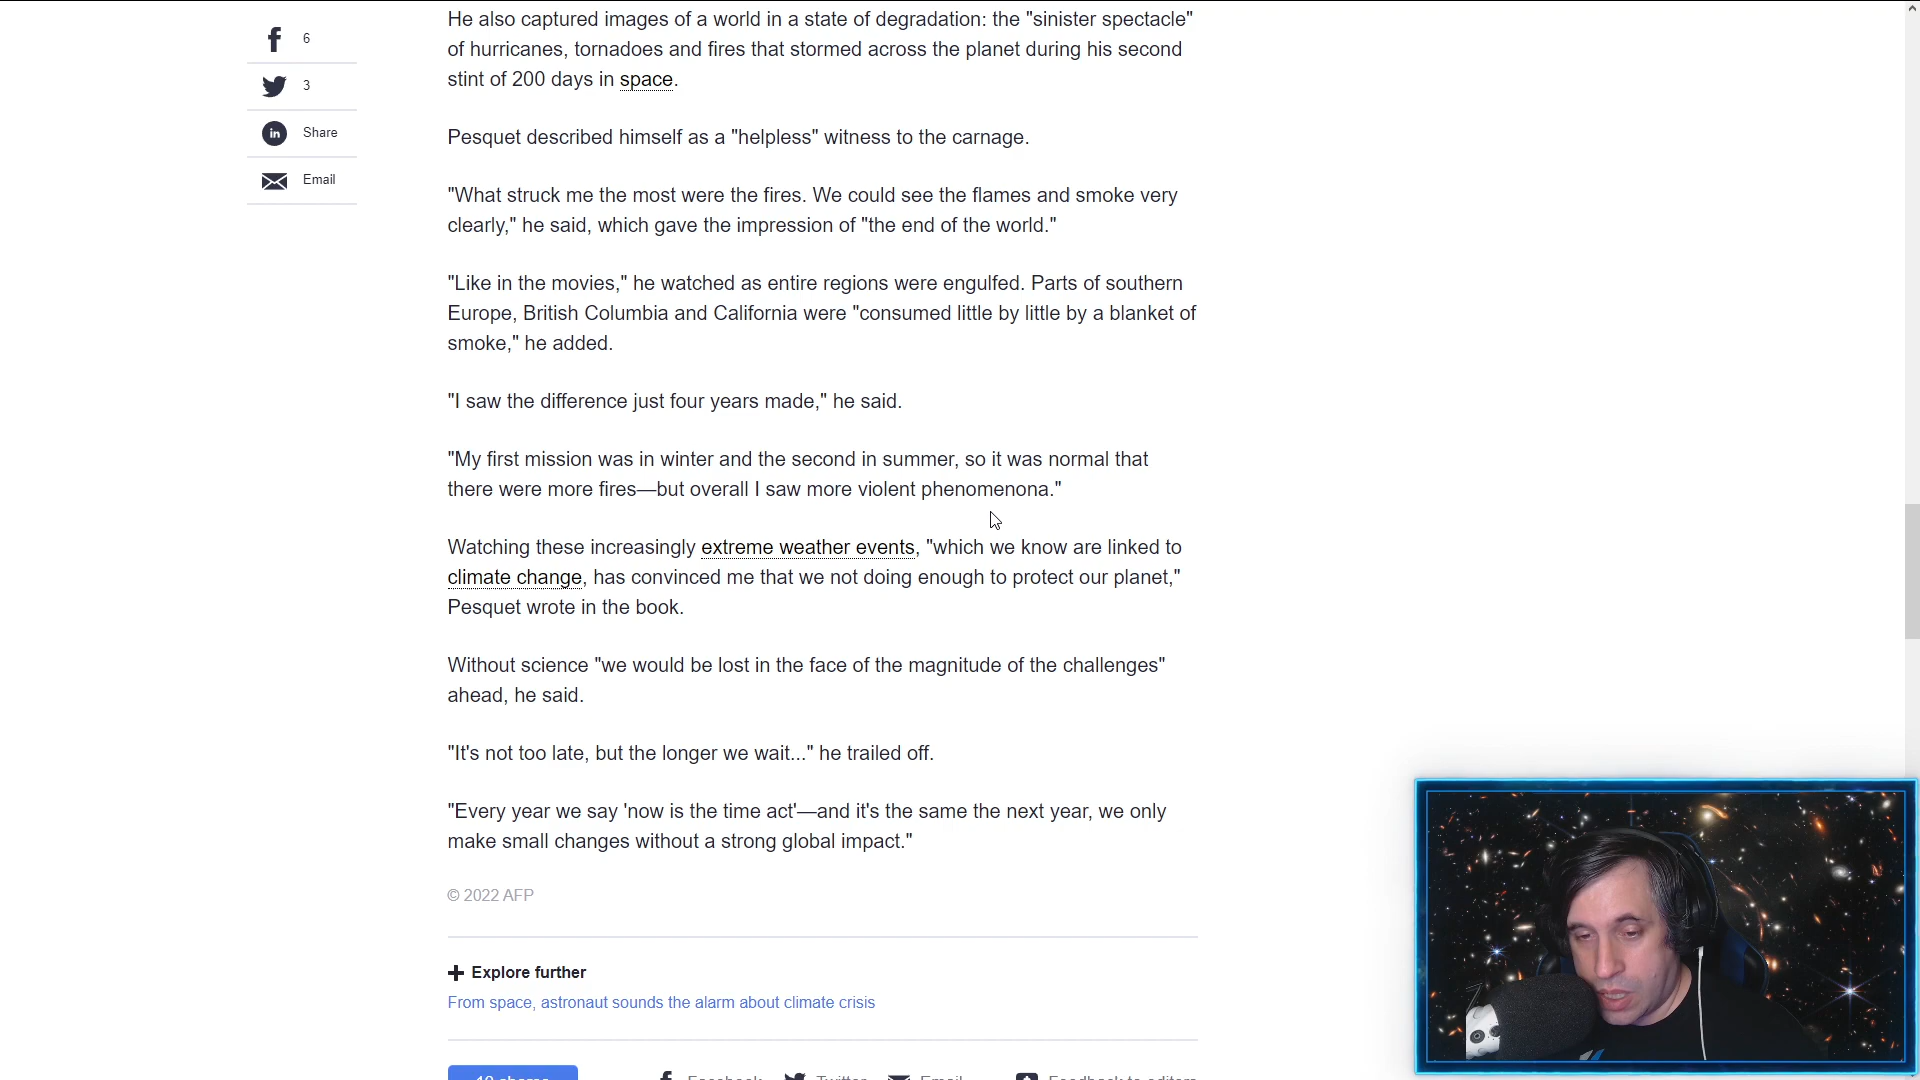 He also captured images of a world in a state of degradation: the "sinister spectacle"
of hurricanes, tornadoes and fires that stormed across the planet during his second
stint of 200 days in space.
6
3
Share
Email
Pesquet described himself as a "helpless" witness to the carnage.
"What struck me the most were the fires. We could see the flames and smoke very
clearly," he said, which gave the impression of "the end of the world."
"Like in the movies," he watched as entire regions were engulfed. Parts of southern
Europe, British Columbia and California were "consumed little by little by a blanket of
smoke," he added.
"I saw the difference just four years made," he said.
"My first mission was in winter and the second in summer, so it was normal that
there were more fires—but overall I saw more violent phenomenona."
Watching these increasingly extreme weather events, "which we know are linked to
climate change, has convinced me that we not doing enough to protect our planet,"
Pesquet wrote in the book.
Without science "we would be lost in the face of the magnitude of the challenges"
ahead, he said.
"It's not too late, but the longer we wait..." he trailed off.
"Every year we say 'now is the time act'—and it's the same the next year, we only
make small changes without a strong global impact."
© 2022 AFP
Explore further
From space, astronaut sounds the alarm about climate crisis
Facebook Twitter Email Feedback to editors